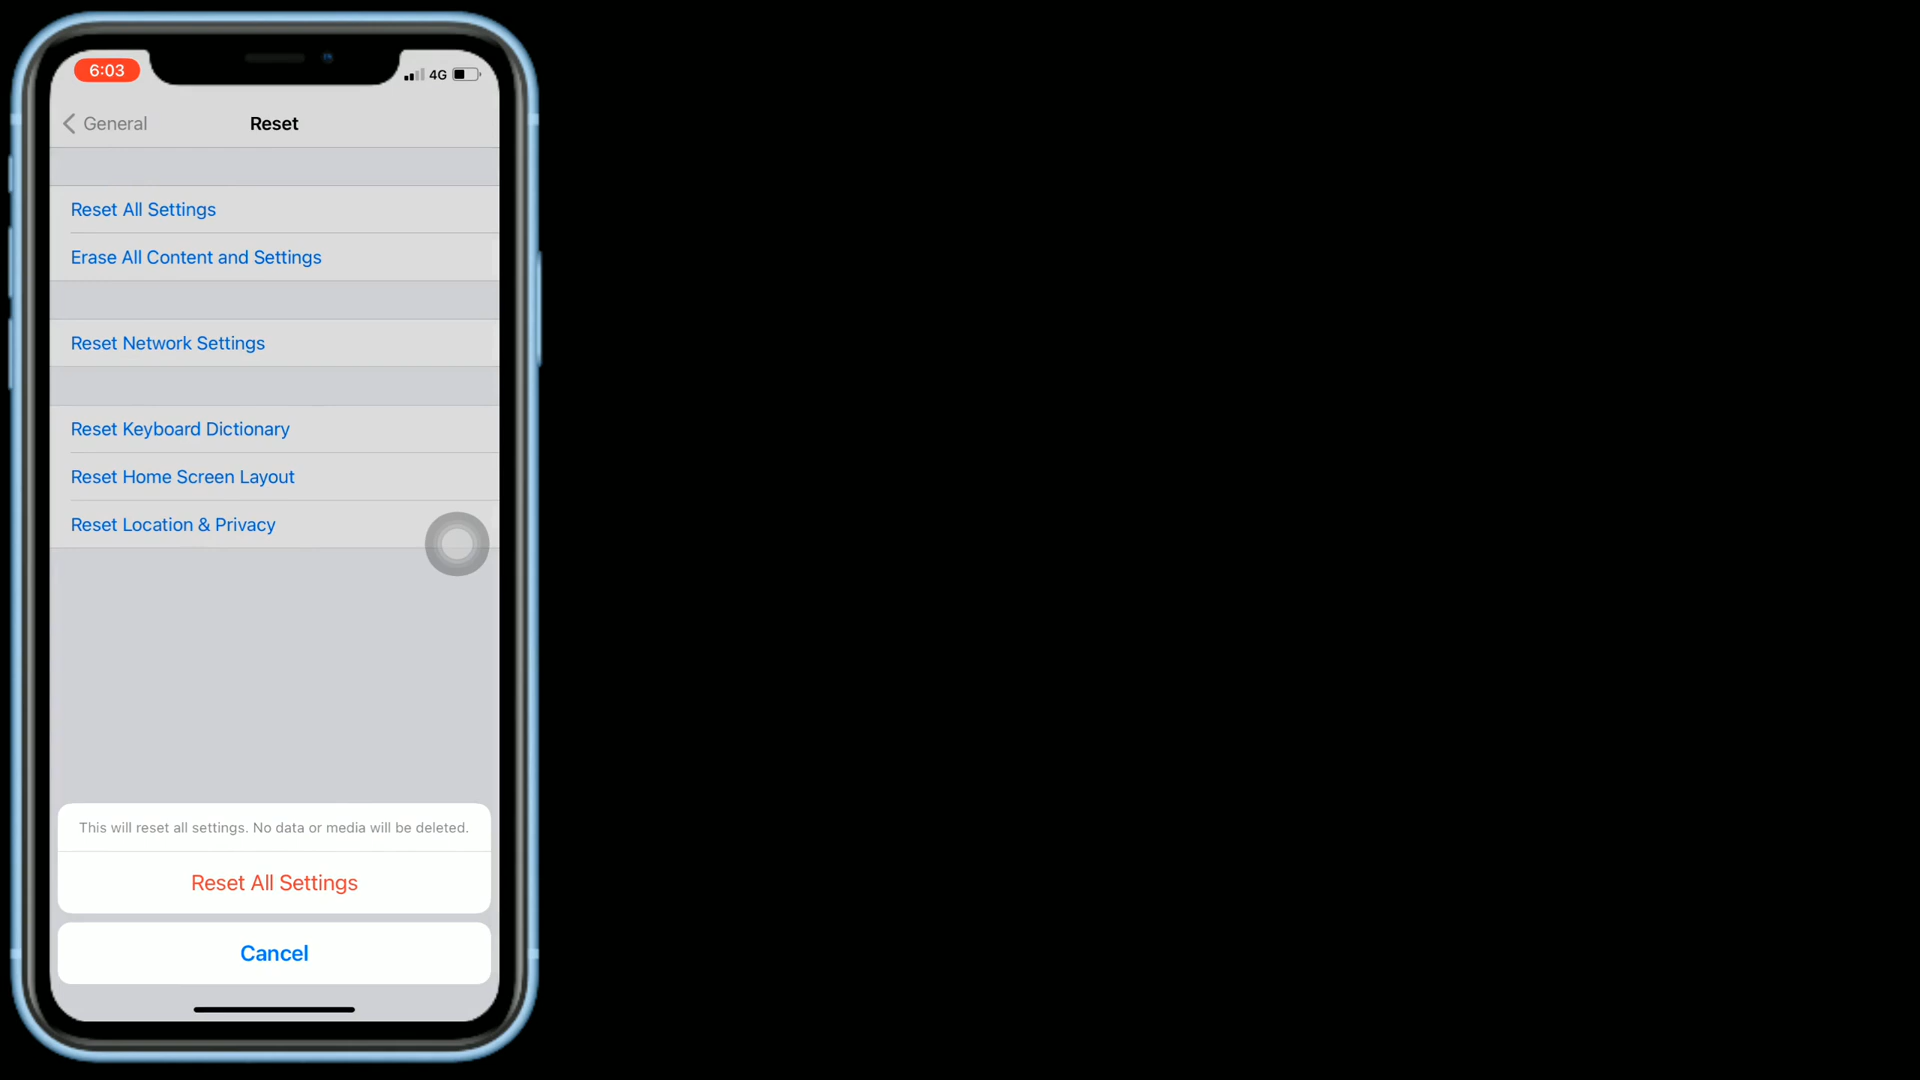 6:03
4G
General
Reset
Reset All Settings
Erase All Content and Settings
Reset Network Settings
Reset Keyboard Dictionary
Reset Home Screen Layout
Reset Location & Privacy
This will reset all settings. No data or media will be deleted.
Reset All Settings
Cancel